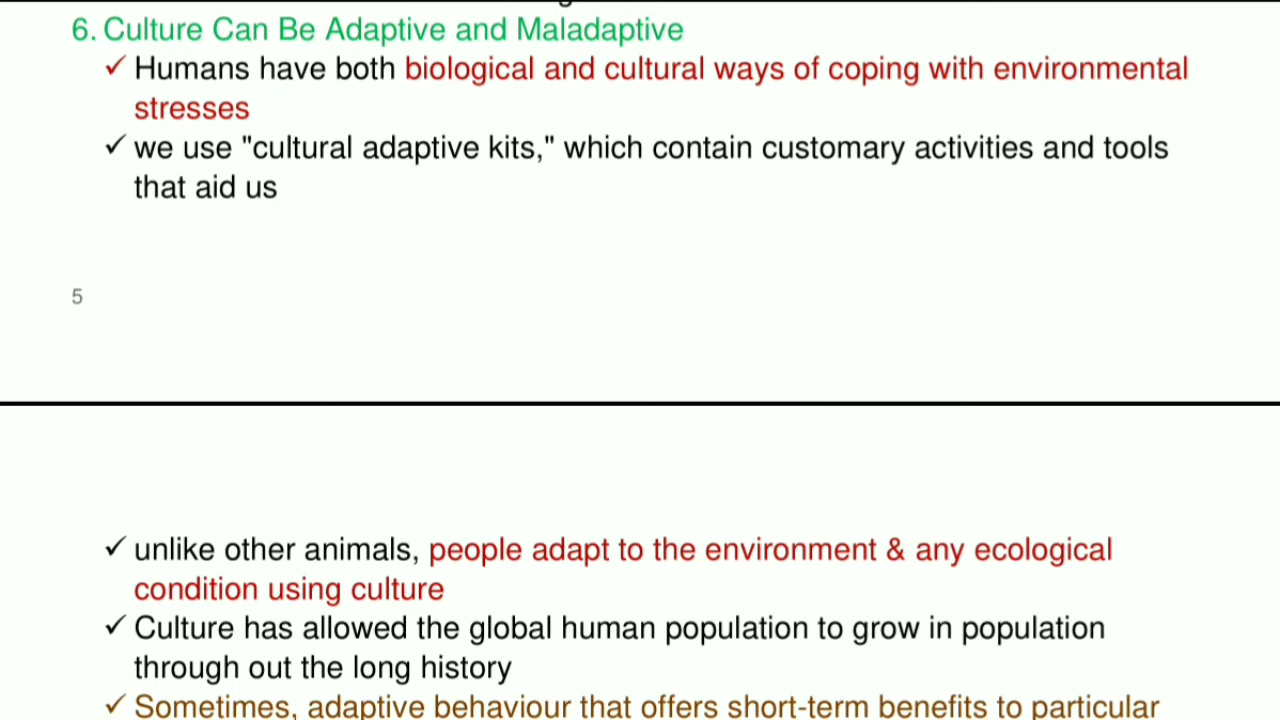 6. Culture Can Be Adaptive and Maladaptive
✓ Humans have both biological and cultural ways of coping with environmental
stresses
✓ we use "cultural adaptive kits," which contain customary activities and tools
that aid us
5
✓ unlike other animals, people adapt to the environment & any ecological
condition using culture
✓ Culture has allowed the global human population to grow in population
through out the long history
✓ Sometimes, adaptive behaviour that offers short-term benefits to particular